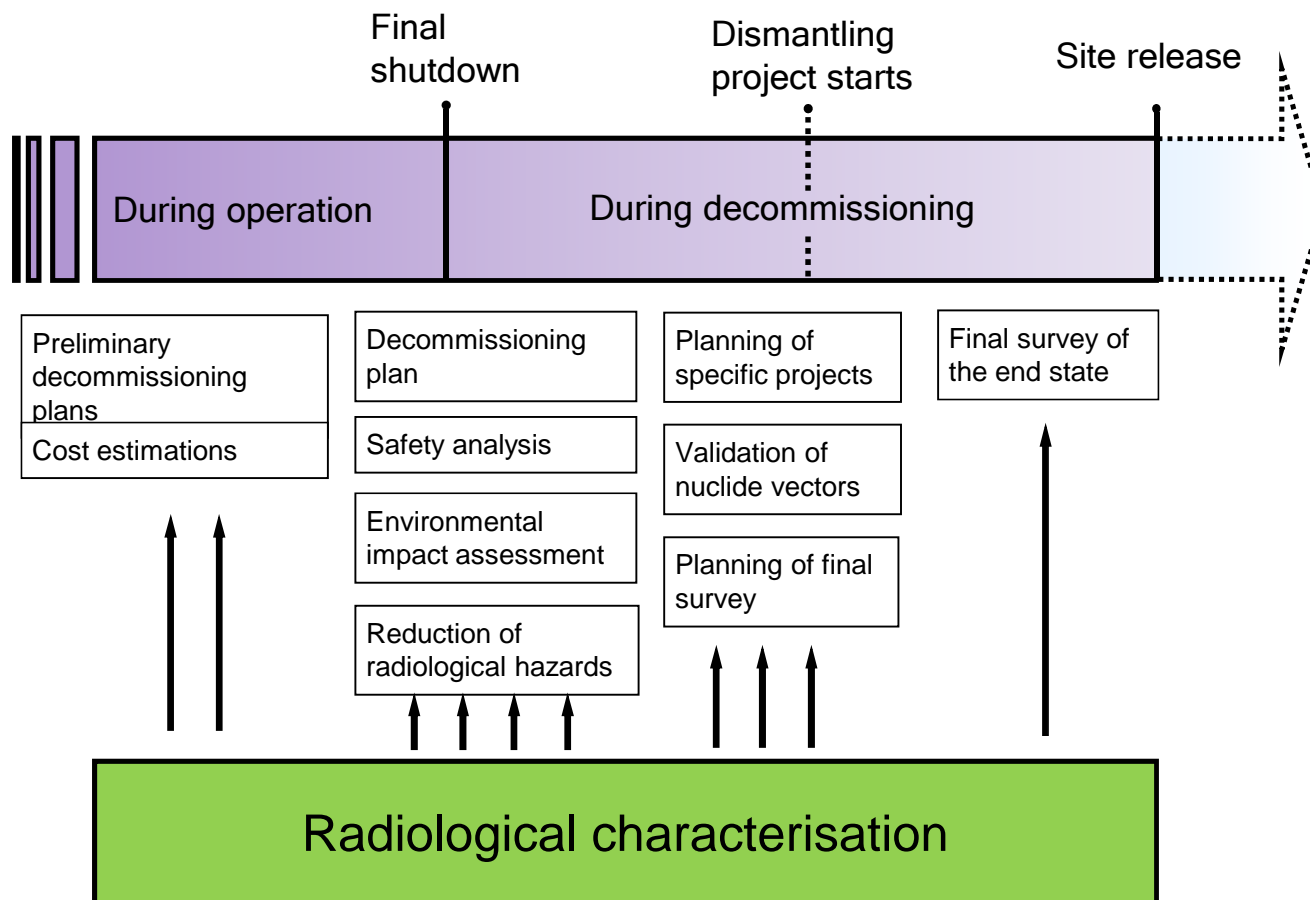 Final
shutdown
Dismantling
project starts
Site release
During operation
During decommissioning
Preliminary
decommissioning
plans
Cost estimations
Decommissioning
plan
Safety analysis
Environmental
impact assessment
Reduction of
radiological hazards
Planning of
specific projects
Validation of
nuclide vectors
Planning of final
survey
Final survey of
the end state
Radiological characterisation